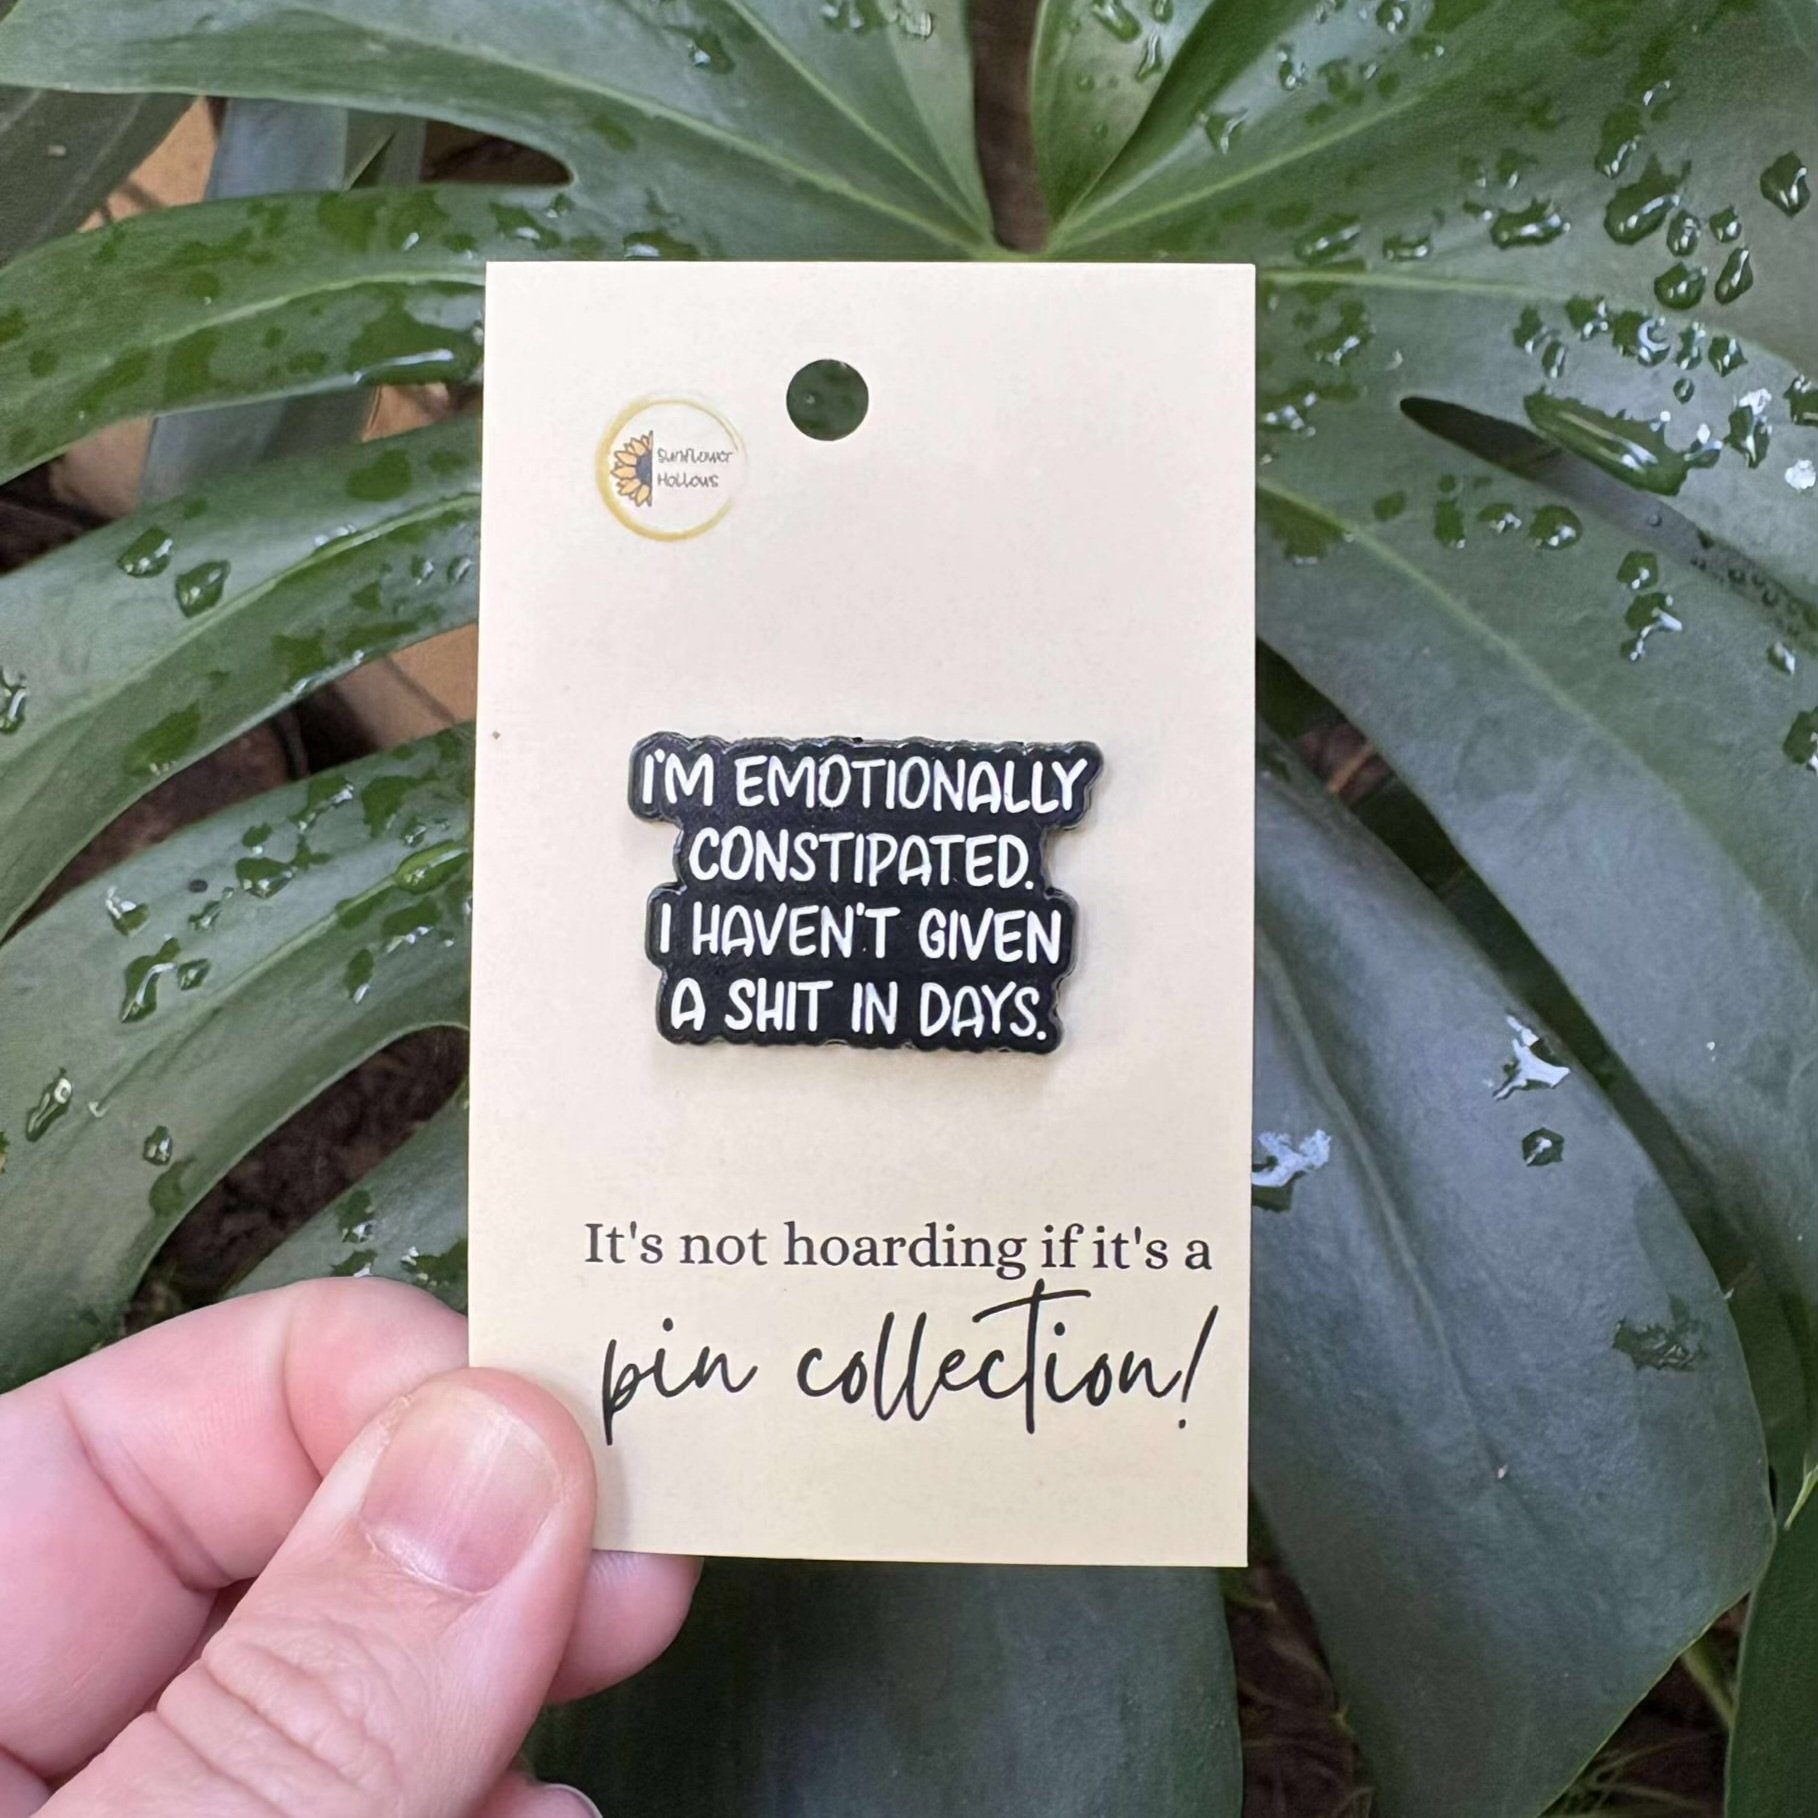 Sunflower
Hollows
I'M EMOTIONALLY
CONSTIPATED.
I HAVEN'T GIVEN
A SHIT IN DAYS.
It's not hoarding if it's a
pin collection!